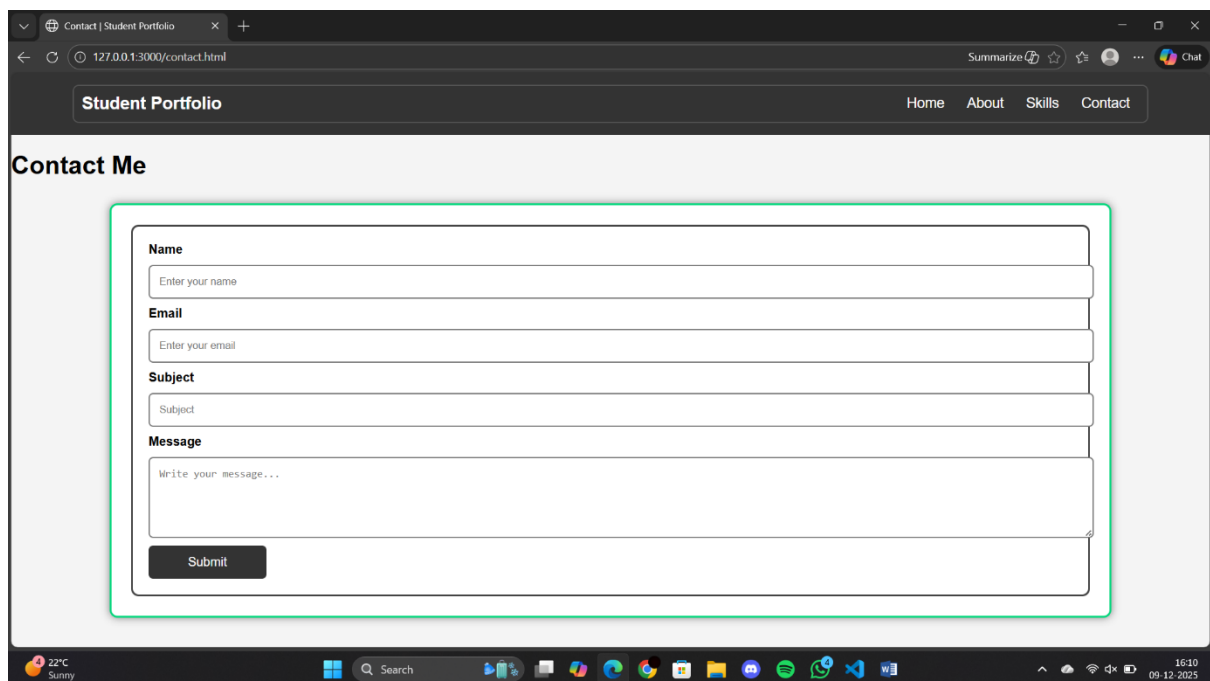 Contact | Student Portfolio
127.0.0.1:3000/contact.html
Summarize
Chat
Student Portfolio
Home About Skills Contact
Contact Me
Name
Enter your name
Email
Enter your email
Subject
Subject
Message
Write your message...
Submit
4
22°C
Sunny
Search
4
16:10
09-12-2025